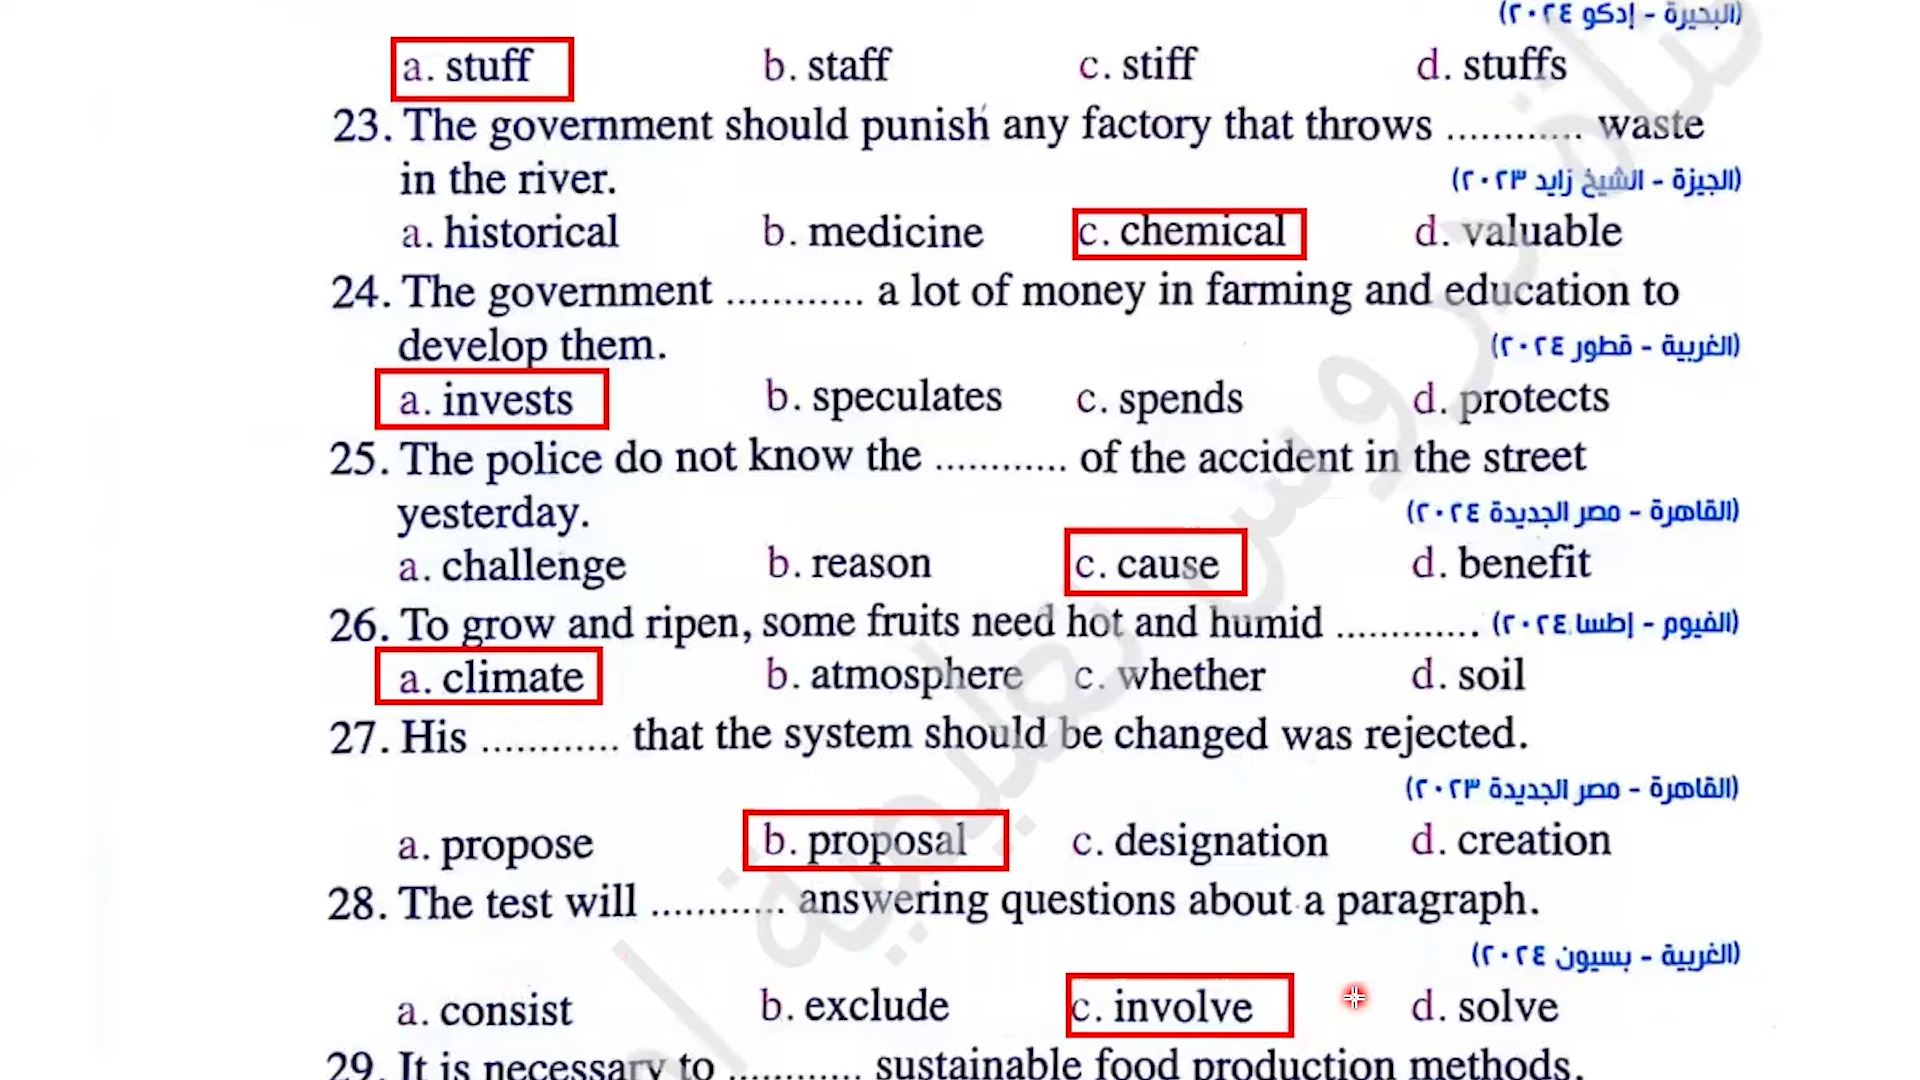 (البحيرة - إدكو ٢٠٢٤)
a. stuff b. staff c. stiff d. stuffs
23. The government should punish any factory that throws ............ waste
in the river. (الجيزة - الشيخ زايد ٢٠٢٣)
a. historical b. medicine c. chemical d. valuable
24. The government ............ a lot of money in farming and education to
develop them. (الغربية - قطور ٢٠٢٤)
a. invests b. speculates c. spends d. protects
25. The police do not know the ............ of the accident in the street
yesterday. (القاهرة - مصر الجديدة ٢٠٢٤)
a. challenge b. reason c. cause d. benefit
26. To grow and ripen, some fruits need hot and humid ............. (الفيوم - إطسا ٢٠٢٤)
a. climate b. atmosphere c. whether d. soil
27. His ............ that the system should be changed was rejected.
(القاهرة - مصر الجديدة ٢٠٢٣)
a. propose b. proposal c. designation d. creation
28. The test will ............ answering questions about a paragraph.
(الغربية - بسيون ٢٠٢٤)
a. consist b. exclude c. involve d. solve
29. It is necessary to ............ sustainable food production methods.
دروس تعليمية